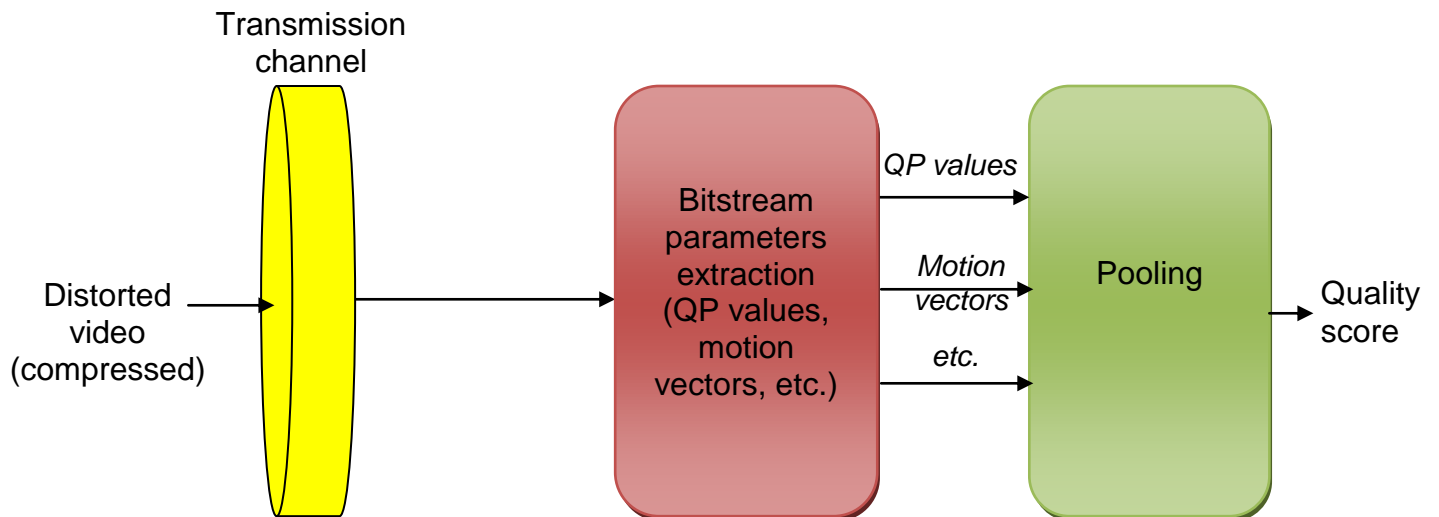 Transmission
channel
Distorted
video
(compressed)
Bitstream
parameters
extraction
(QP values,
motion
vectors, etc.)
QP values
Motion
vectors
etc.
Pooling
Quality
score